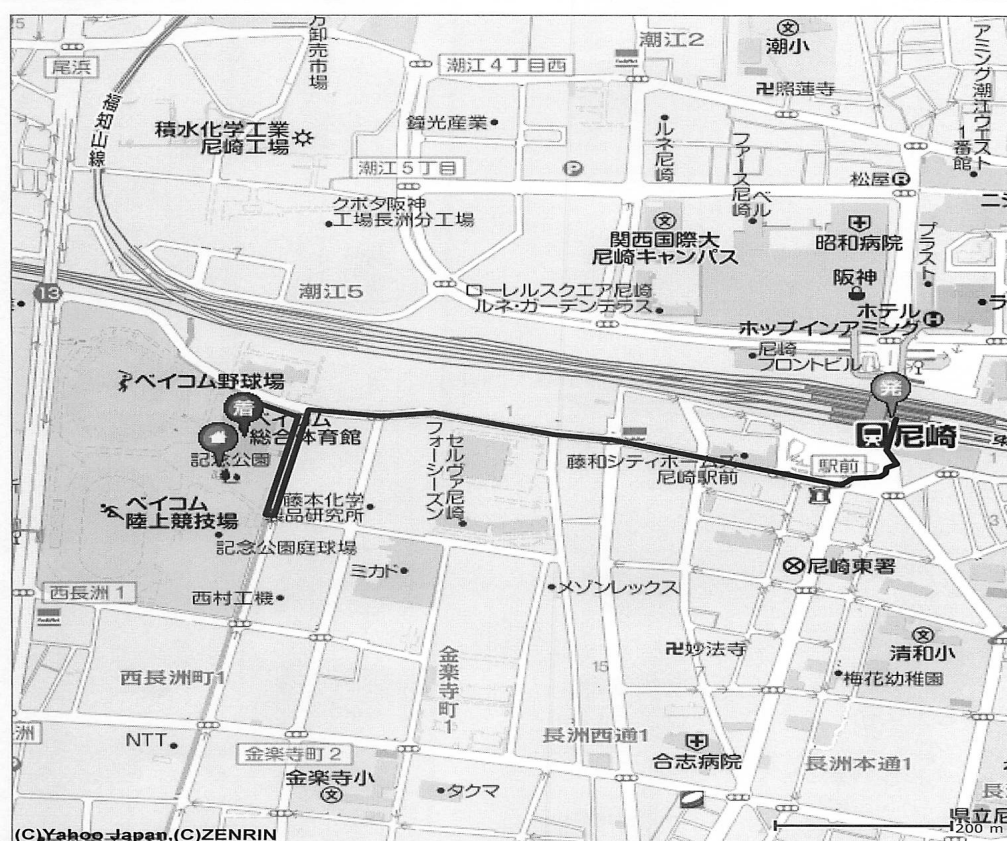 尾浜
福知山線
万卸売市場
潮江2
潮小
潮江4丁目西
卍照蓮寺
3
アミング潮江ウエスト
1番館
積水化学工業
尼崎工場
鐘光産業
ルネ尼崎
ファース尼崎
ベル
潮江5丁目
P
松屋
R
クボタ阪神
工場長洲分工場
関西国際大
尼崎キャンパス
昭和病院
プラスト
阪神
7
潮江5
13
ローレルスクエア尼崎
ルネ・ガーデンテラス
ホテル
ホップインアミング
H
2
尼崎
フロントビル
発
ベイコム野球場
着
ベイコム
総合体育館
1
尼崎
記念公園
セルヴァ尼崎
フォーシーズン
藤和シティホームズ
尼崎駅前
駅前
1
ベイコム
陸上競技場
藤本化学
製品研究所
記念公園庭球場
ミカド
メゾンレックス
尼崎東署
3
西長洲1
FamilyMart
西村工機
清和小
卍妙法寺
7
梅花幼稚園
西長洲町1
金楽寺町1
15
長洲西通1
NTT
金楽寺町2
合志病院
長洲本通1
金楽寺小
タクマ
県立尼
200 m
(C)Yahoo Japan,(C)ZENRIN